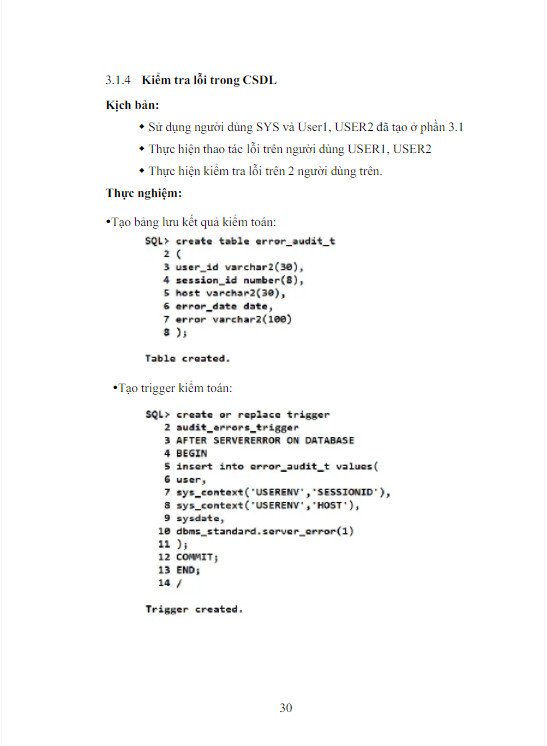 3.1.4 Kiểm tra lỗi trong CSDL
Kịch bản:
◆ Sử dụng người dùng SYS và User1, USER2 đã tạo ở phần 3.1
◆ Thực hiện thao tác lỗi trên người dùng USER1, USER2
◆ Thực hiện kiểm tra lỗi trên 2 người dùng trên.
Thực nghiệm:
•Tạo bảng lưu kết quả kiểm toán:
SQL> create table error_audit_t
2 (
3 user_id varchar2(30),
4 session_id number(8),
5 host varchar2(30),
6 error_date date,
7 error varchar2(100)
8 );
Table created.
•Tạo trigger kiểm toán:
SQL> create or replace trigger
2 audit_errors_trigger
3 AFTER SERVERERROR ON DATABASE
4 BEGIN
5 insert into error_audit_t values(
6 user,
7 sys_context('USERENV','SESSIONID'),
8 sys_context('USERENV','HOST'),
9 sysdate,
10 dbms_standard.server_error(1)
11 );
12 COMMIT;
13 END;
14 /
Trigger created.
30